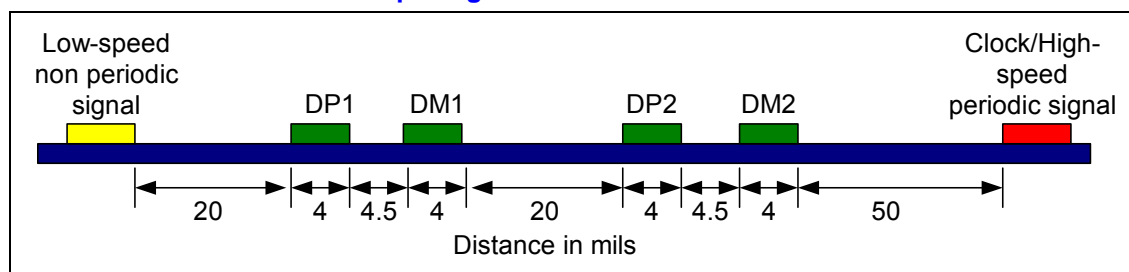 Low-speed
non periodic
signal
DP1
DM1
DP2
DM2
Clock/High-
speed
periodic signal
20
4
4.5
4
20
4
4.5
4
50
Distance in mils